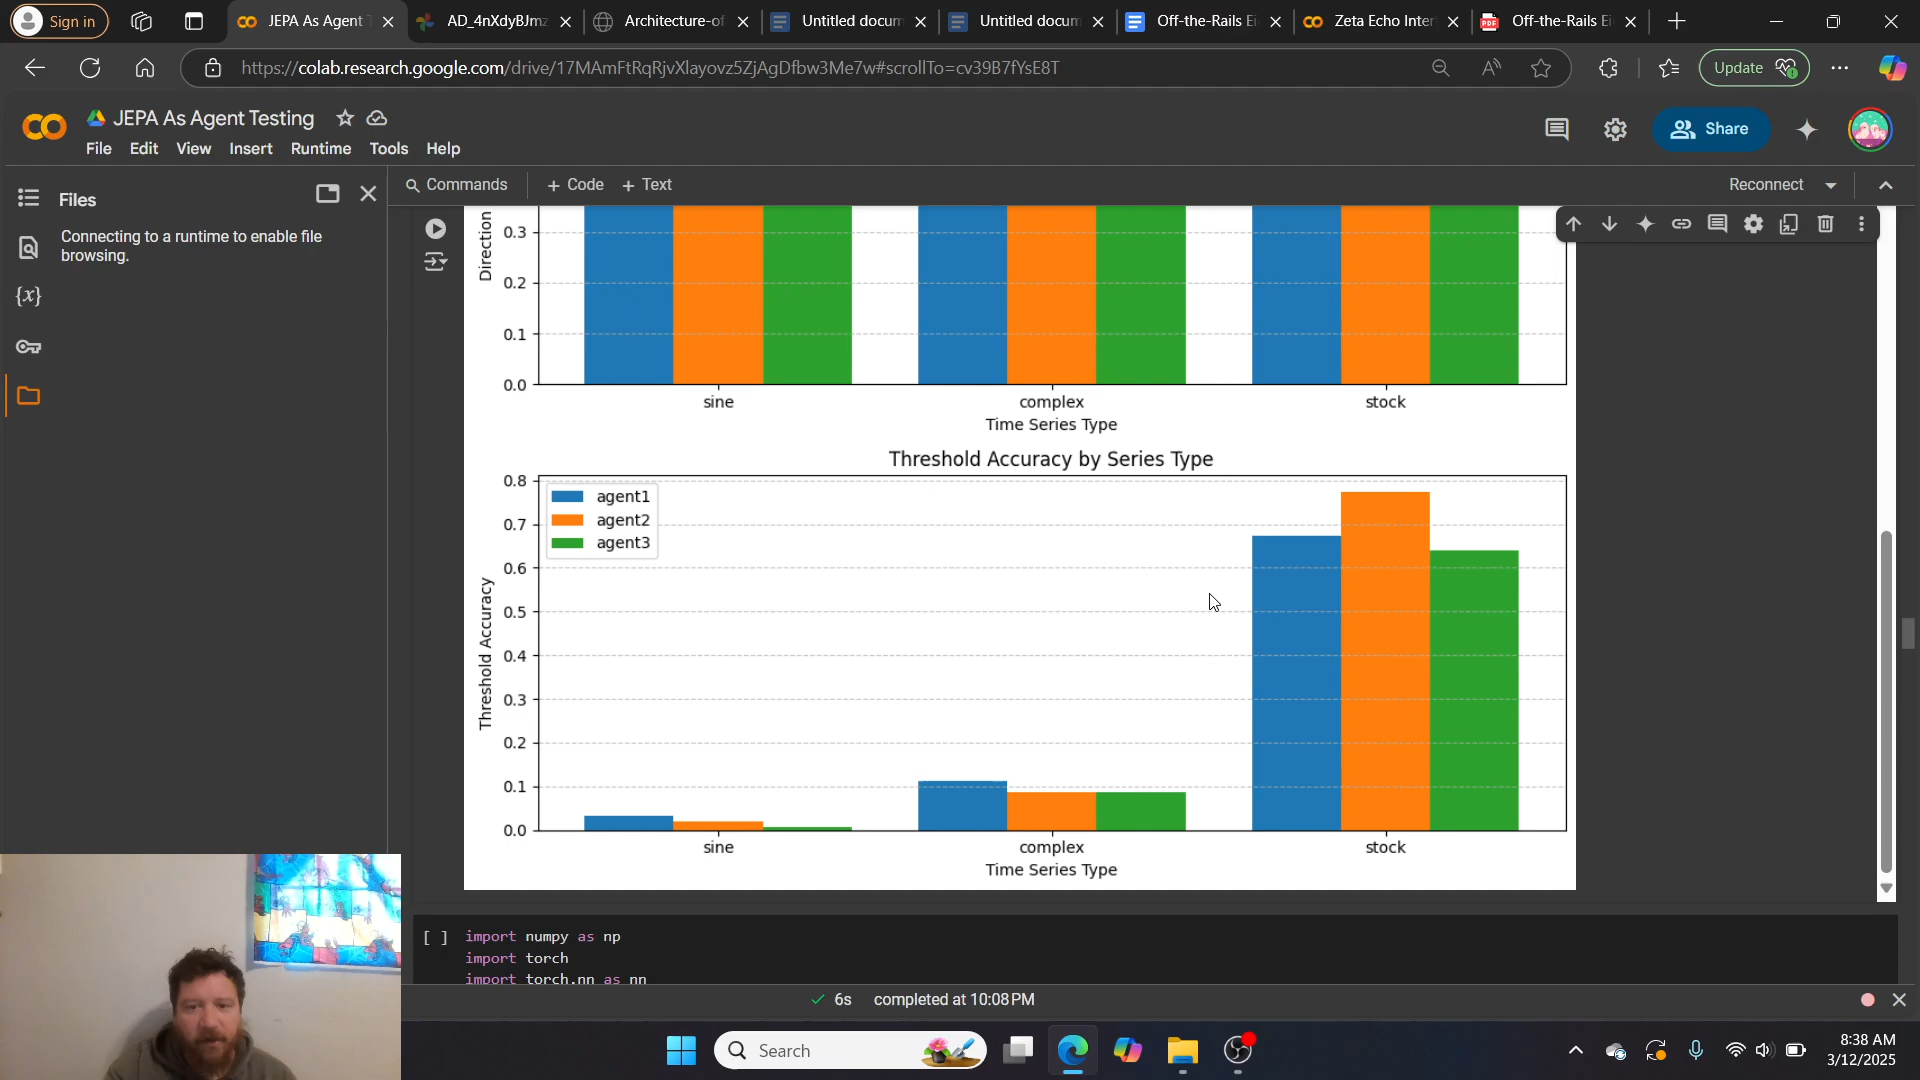 Sign in
JEPA As Agent T
AD_4nXdyBJmz
Architecture-of
Untitled docum
Untitled docum
Off-the-Rails Ei
Zeta Echo Inter
PDF
Off-the-Rails Ei
https://colab.research.google.com/drive/17MAmFtRqRjvXlayovz5ZjAgDfbw3Me7w#scrollTo=cv39B7fYsE8T
Update
JEPA As Agent Testing
File Edit View Insert Runtime Tools Help
Share
Files
Commands
+ Code
+ Text
Reconnect
Connecting to a runtime to enable file
browsing.
{x}
Direction
0.3
0.2
0.1
0.0
sine
complex
stock
Time Series Type
Threshold Accuracy by Series Type
agent1
agent2
agent3
Threshold Accuracy
0.8
0.7
0.6
0.5
0.4
0.3
0.2
0.1
0.0
sine
complex
stock
Time Series Type
[ ]
import numpy as np
import torch
import torch.nn as nn
6s completed at 10:08 PM
Search
8:38 AM
3/12/2025